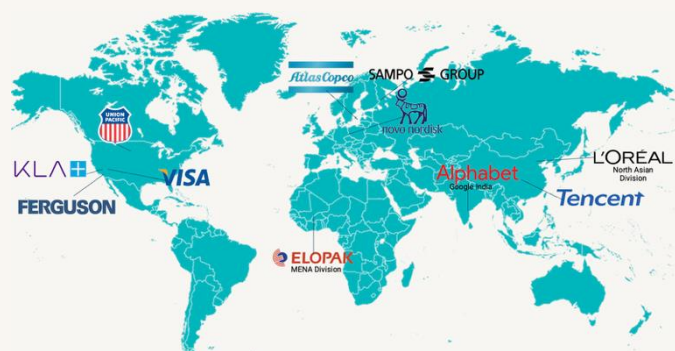 Atlas Copco
SAMPO GROUP
UNION
PACIFIC
novo nordisk
KLA
VISA
FERGUSON
L'ORÉAL
North Asian
Division
Alphabet
Google India
Tencent
ELOPAK
MENA Division